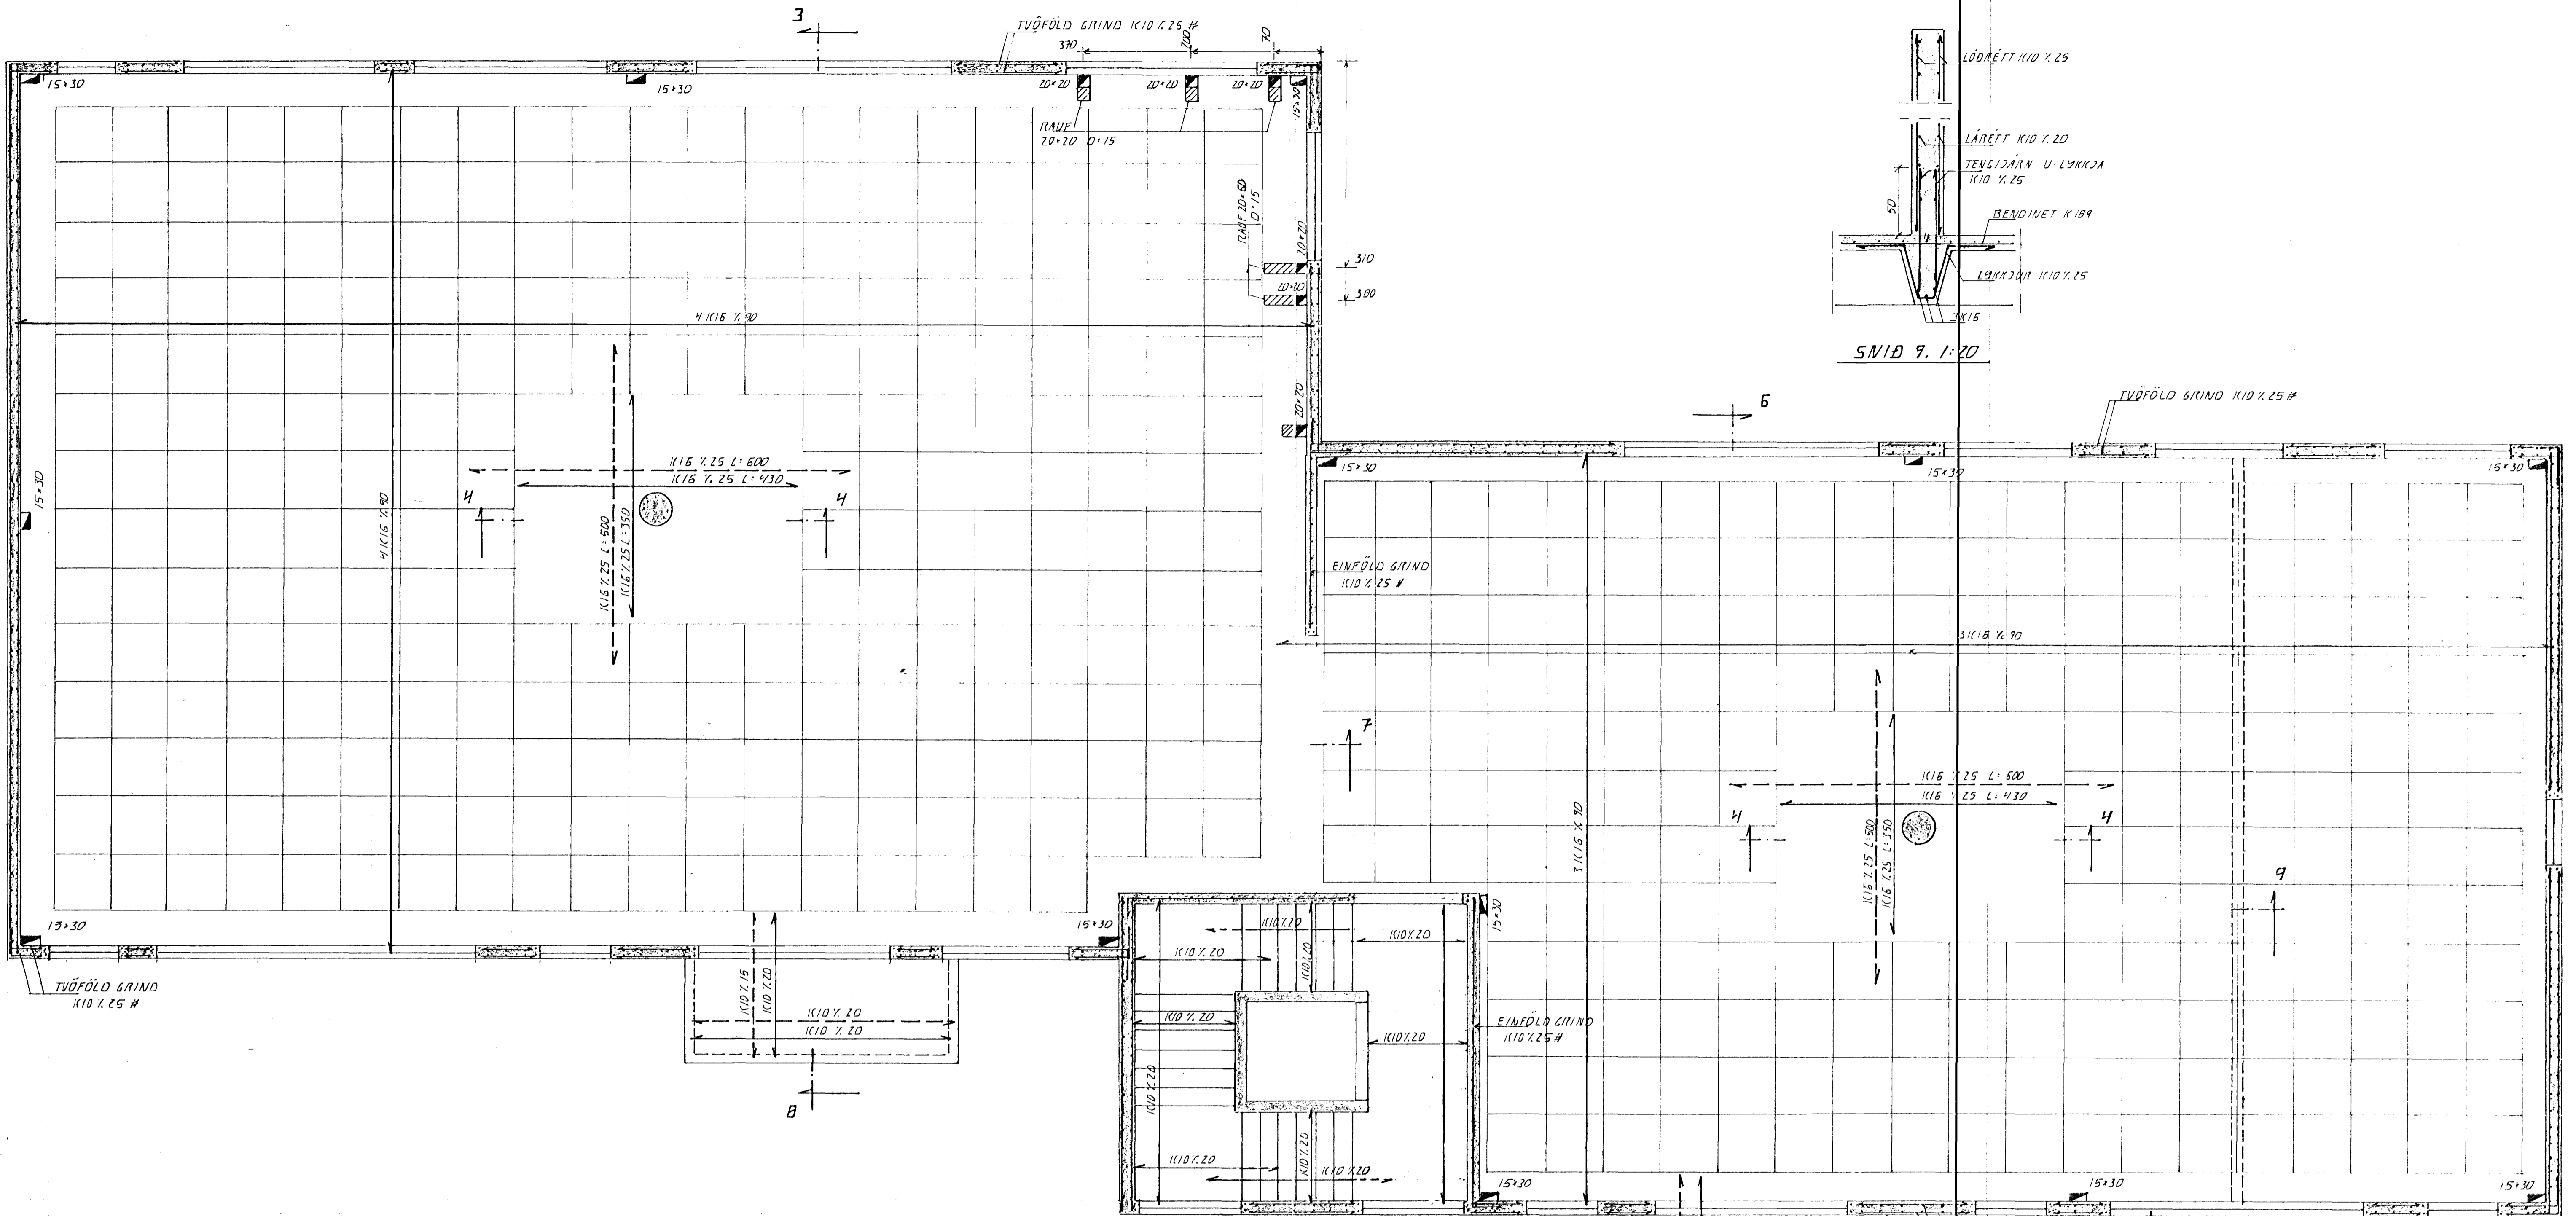 3
TVÖFÖLD GRIND K10 % 25 #
370
200
70
15×30
15×30
20×20
20×20
20×20
15×30
RAUF
20×20 D=15
RAUF 20×50
D=15
20×20
20×20
310
380
4 K16 % 90
20×20
LÓÐRÉTT K10 % 25
LÁRÉTT K10 % 20
TENGIJÁRN U-LYKKJA
K10 % 25
50
BENDINET K189
LYKKJUR K10 % 25
K16
SNIÐ 9. 1:20
6
TVÖFÖLD GRIND K10 % 25 #
15×30
15×30
15×30
15×30
4 K16 % 90
K16 % 25 L=600
K16 % 25 L=430
4
4
K16 % 25 L=500
K16 % 25 L=350
EINFÖLD GRIND
K10 % 25 #
3 K16 % 90
7
3 K16 % 90
K16 % 25 L=600
K16 % 25 L=430
4
4
K16 % 25 L=500
K16 % 25 L=350
9
15×30
15×30
15×30
TVÖFÖLD GRIND
K10 % 25 #
K10 % 15
K10 % 20
K10 % 20
K10 % 20
8
K10 % 20
K10 % 20
K10 % 20
K10 % 20
K10 % 20
K10 % 20
K10 % 20
EINFÖLD GRIND
K10 % 25 #
K10 % 20
K10 % 20
K10 % 20
15×30
15×30
15×30